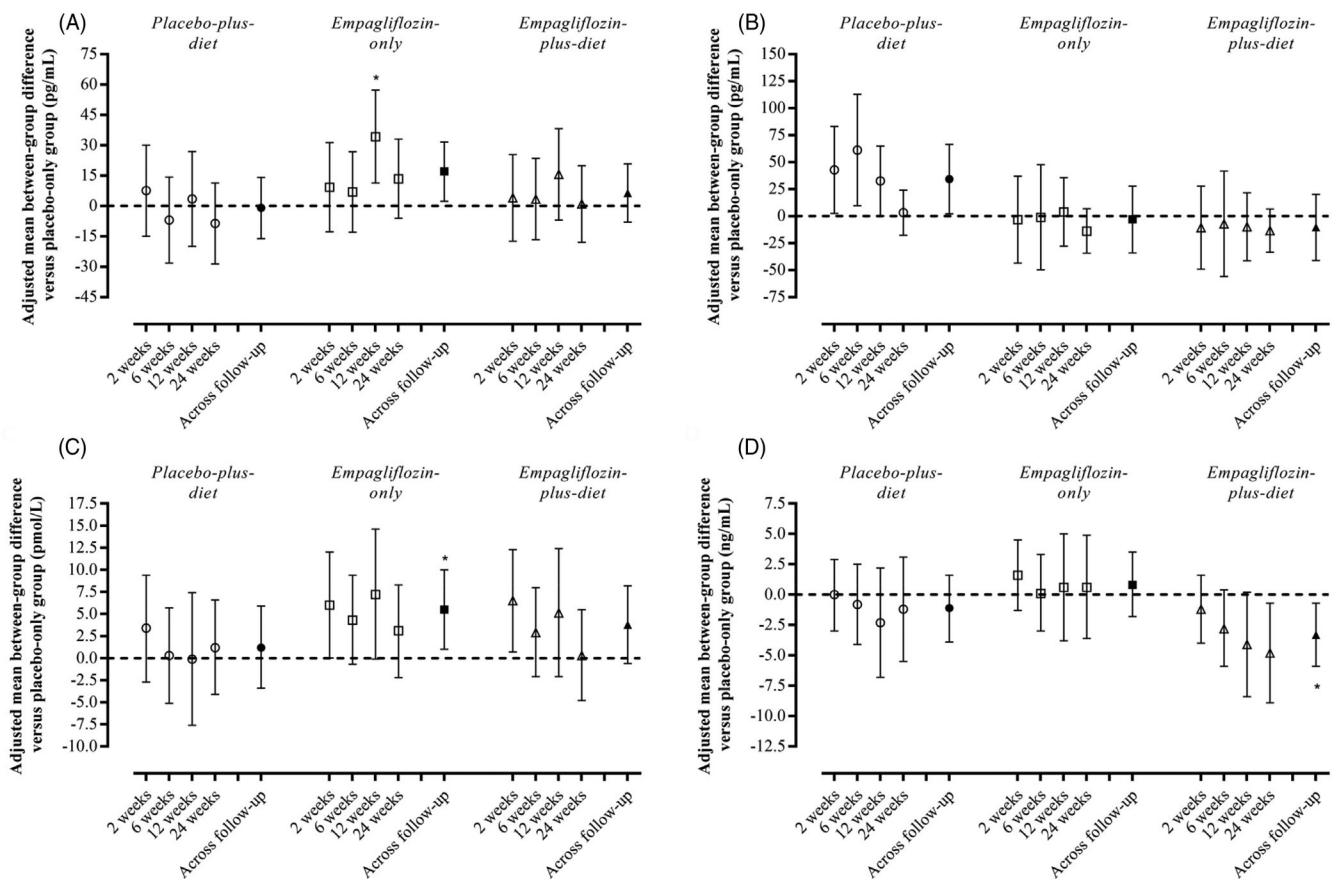 (A)
Placebo-plus-
diet
Empagliflozin-
only
Empagliflozin-
plus-diet
Adjusted mean between-group difference
versus placebo-only group (pg/mL)
75
60
45
30
15
0
-15
-30
-45
*
2 weeks
6 weeks
12 weeks
24 weeks
Across follow-up
2 weeks
6 weeks
12 weeks
24 weeks
Across follow-up
2 weeks
6 weeks
12 weeks
24 weeks
Across follow-up
(B)
Placebo-plus-
diet
Empagliflozin-
only
Empagliflozin-
plus-diet
Adjusted mean between-group difference
versus placebo-only group (pg/mL)
150
125
100
75
50
25
0
-25
-50
-75
2 weeks
6 weeks
12 weeks
24 weeks
Across follow-up
2 weeks
6 weeks
12 weeks
24 weeks
Across follow-up
2 weeks
6 weeks
12 weeks
24 weeks
Across follow-up
(C)
Placebo-plus-
diet
Empagliflozin-
only
Empagliflozin-
plus-diet
Adjusted mean between-group difference
versus placebo-only group (pmol/L)
17.5
15.0
12.5
10.0
7.5
5.0
2.5
0.0
-2.5
-5.0
-7.5
-10.0
*
2 weeks
6 weeks
12 weeks
24 weeks
Across follow-up
2 weeks
6 weeks
12 weeks
24 weeks
Across follow-up
2 weeks
6 weeks
12 weeks
24 weeks
Across follow-up
(D)
Placebo-plus-
diet
Empagliflozin-
only
Empagliflozin-
plus-diet
Adjusted mean between-group difference
versus placebo-only group (ng/mL)
7.5
5.0
2.5
0.0
-2.5
-5.0
-7.5
-10.0
-12.5
*
2 weeks
6 weeks
12 weeks
24 weeks
Across follow-up
2 weeks
6 weeks
12 weeks
24 weeks
Across follow-up
2 weeks
6 weeks
12 weeks
24 weeks
Across follow-up